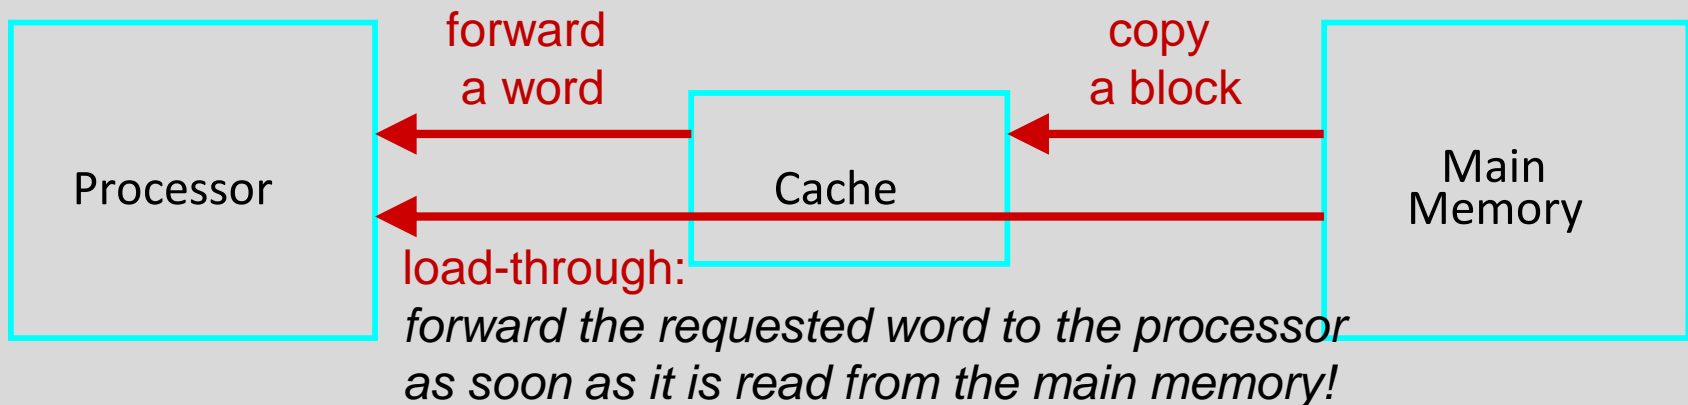 forward
a word
copy
a block
Processor
Cache
Main
Memory
load-through:
forward the requested word to the processor
as soon as it is read from the main memory!